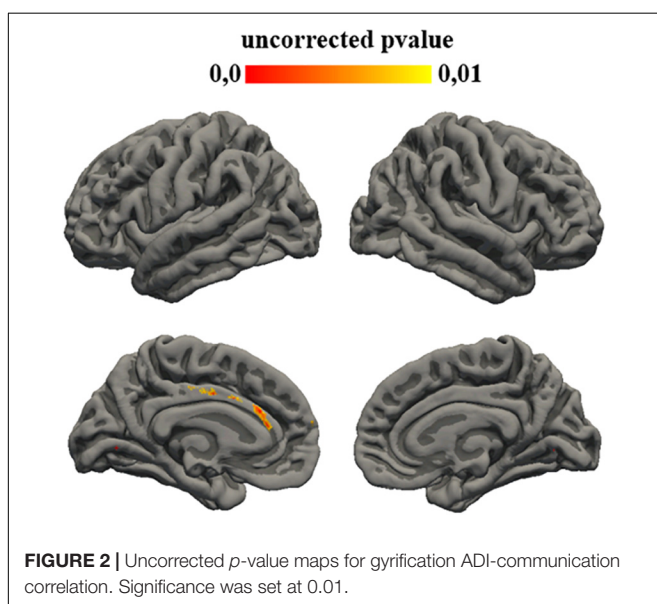 uncorrected pvalue
0,0 0,01
FIGURE 2 | Uncorrected p-value maps for gyrification ADI-communication
correlation. Significance was set at 0.01.